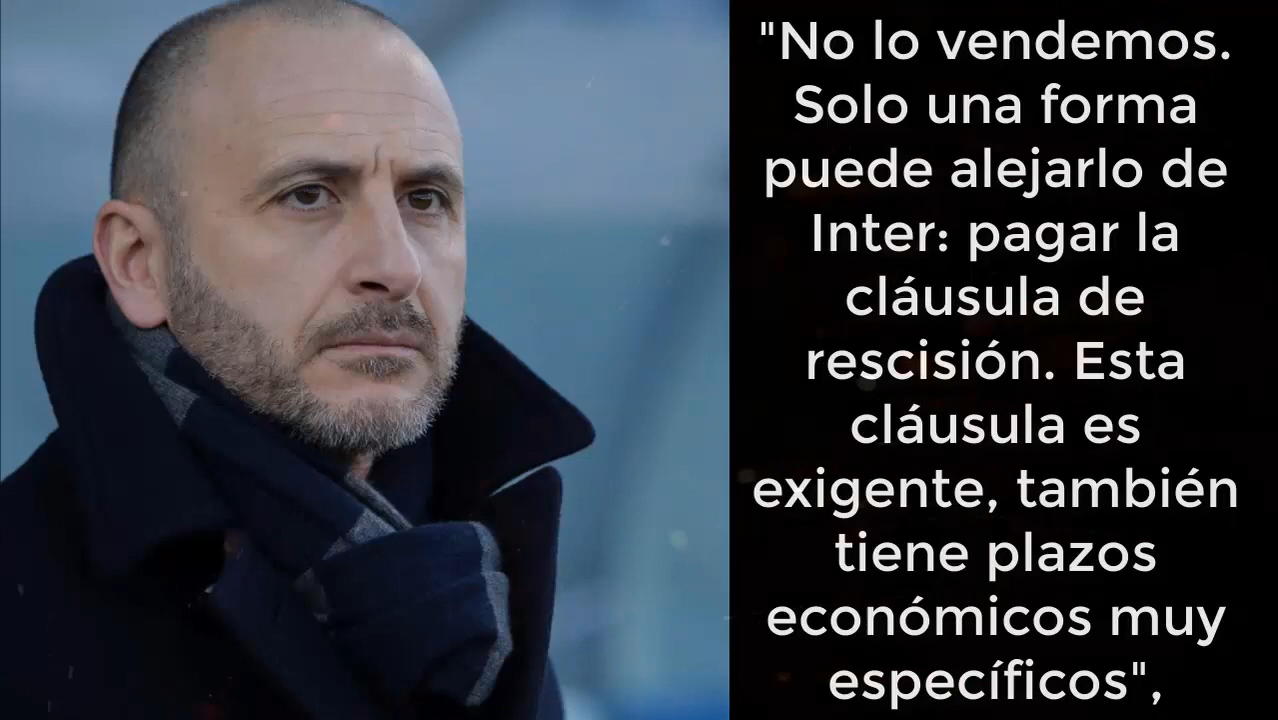 "No lo vendemos.
Solo una forma
puede alejarlo de
Inter: pagar la
cláusula de
rescisión. Esta
cláusula es
exigente, también
tiene plazos
económicos muy
específicos",